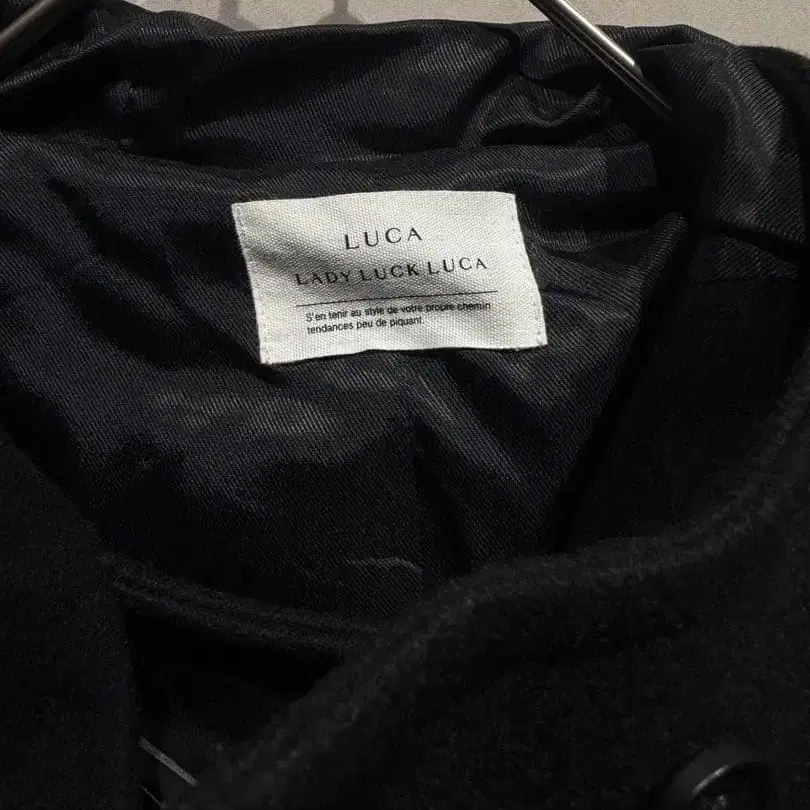 LUCA
LADY LUCK LUCA
S'en tenir au style de votre propre chemin
tendances peu de piquant.